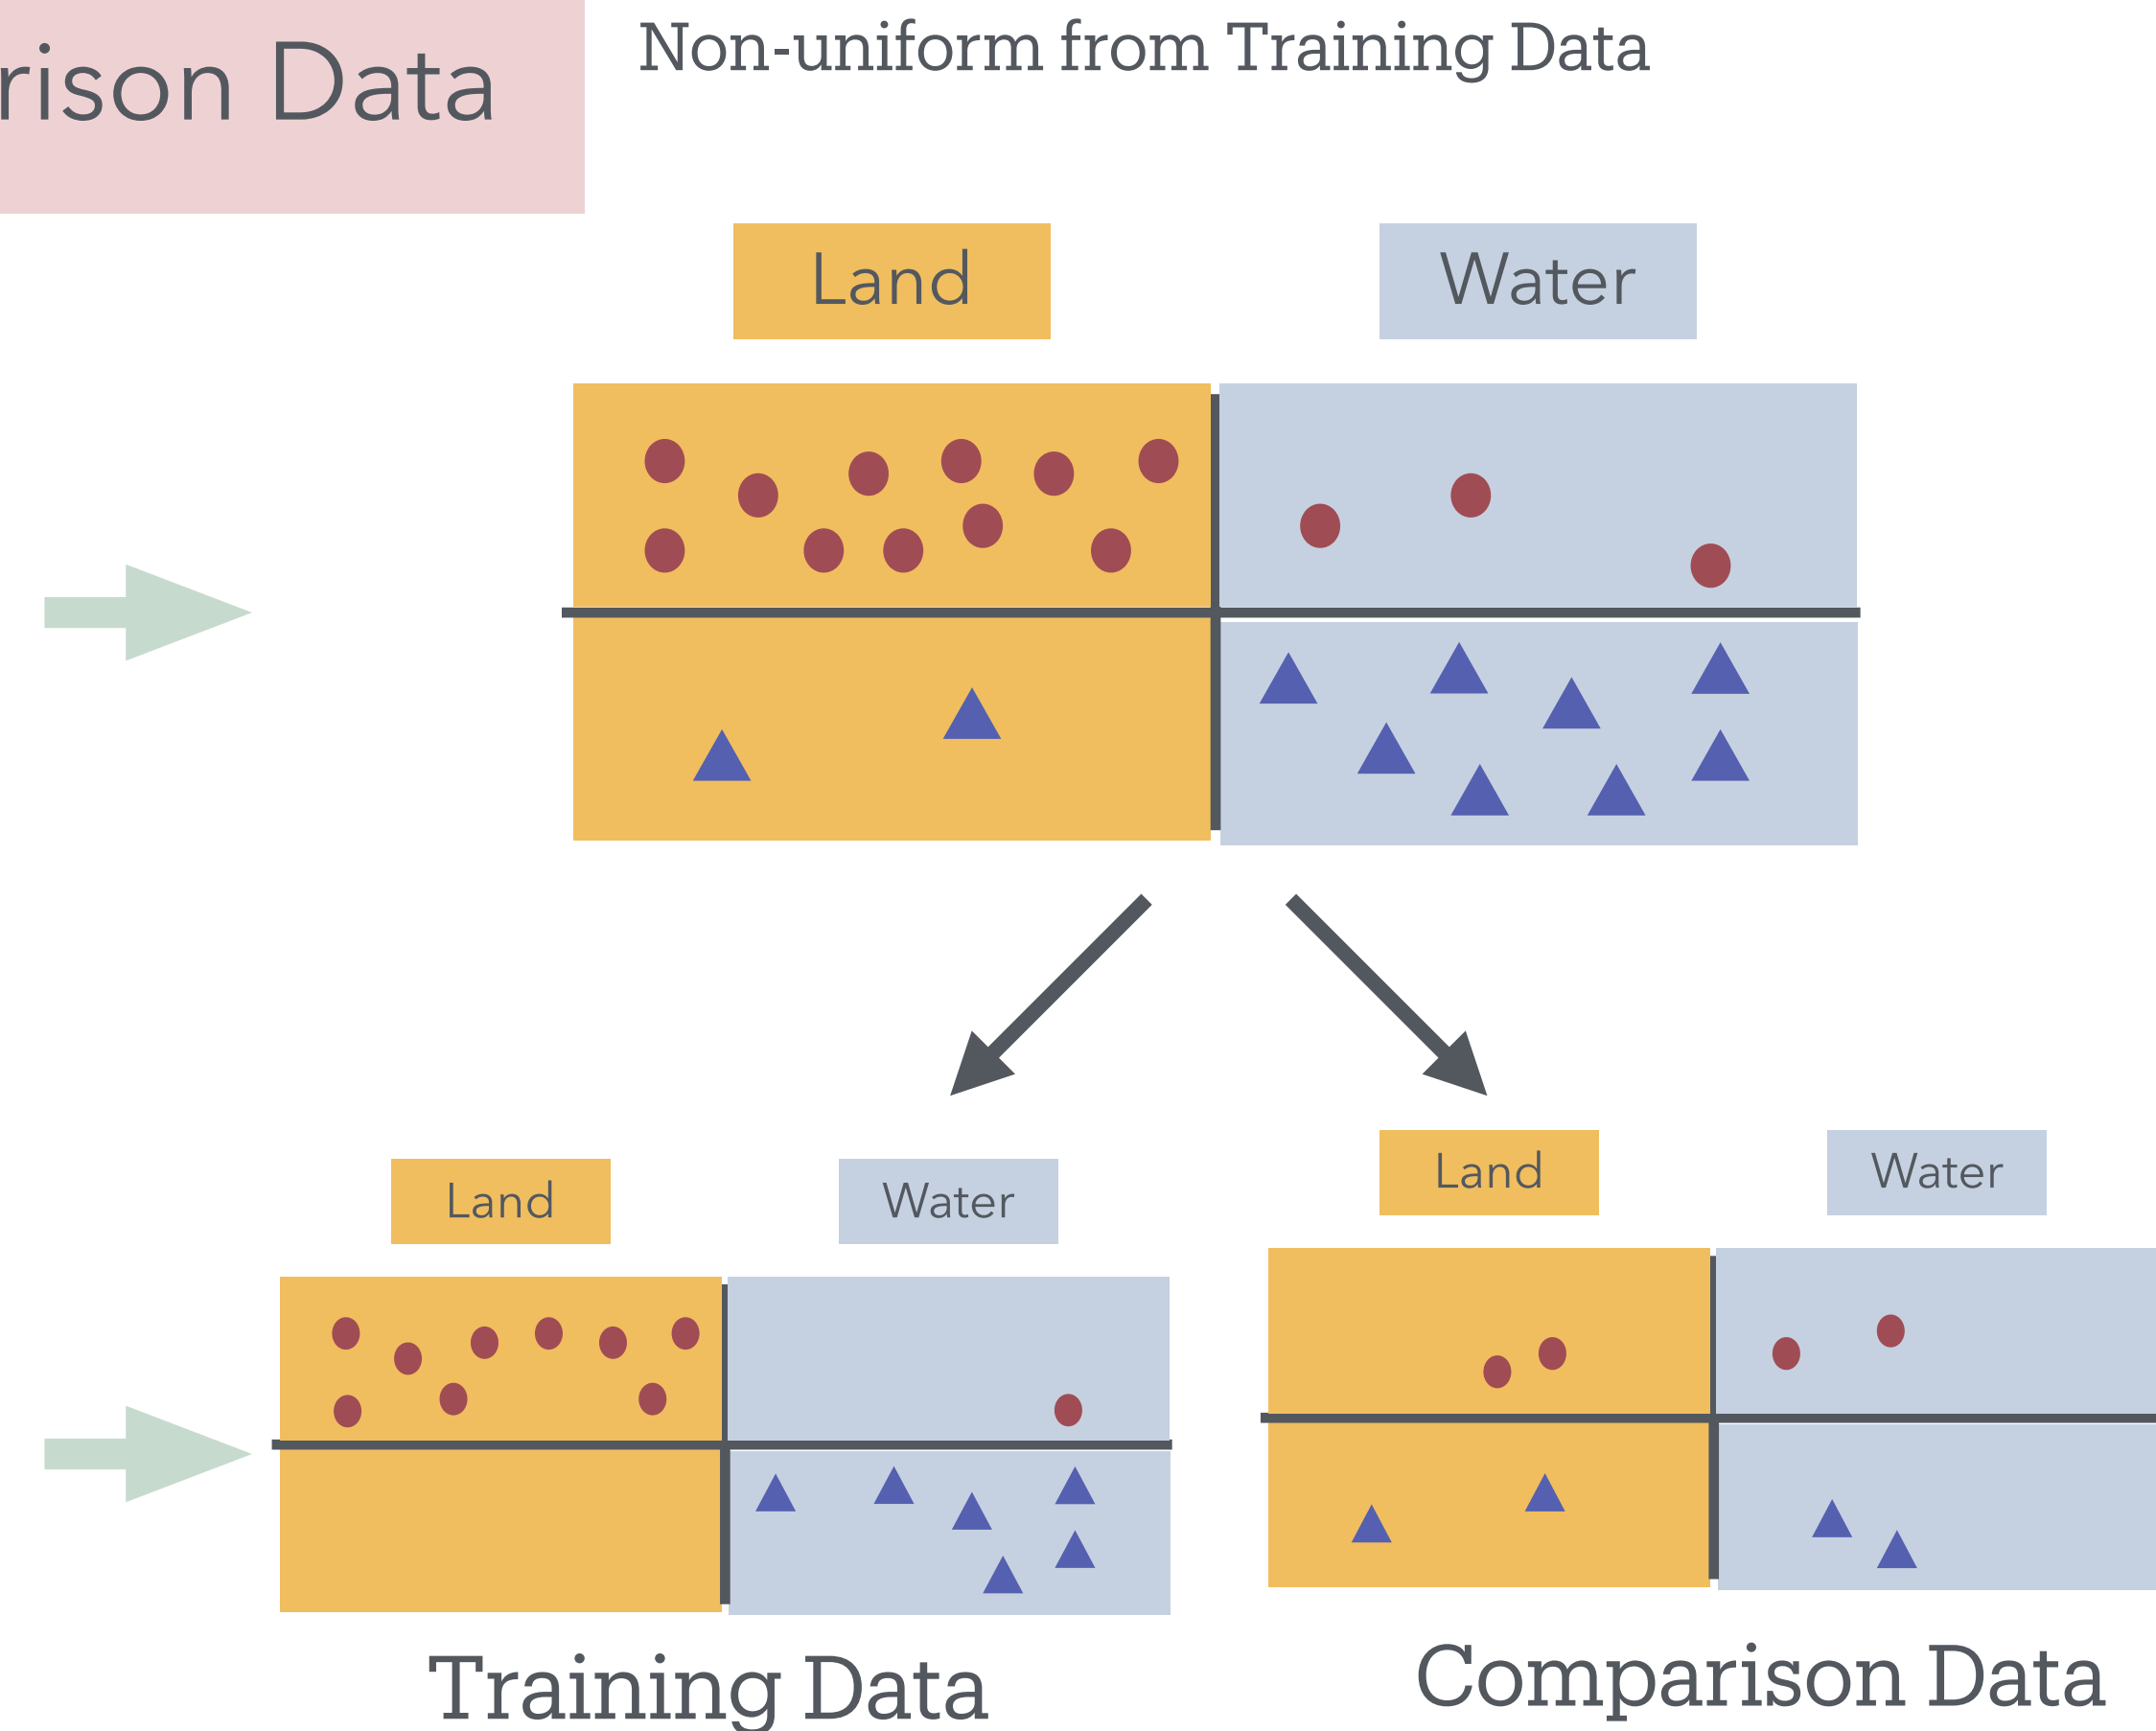 Non-uniform from Training Data
rison Data
Land
Water
Land
Water
Land
Water
Training Data
Comparison Data